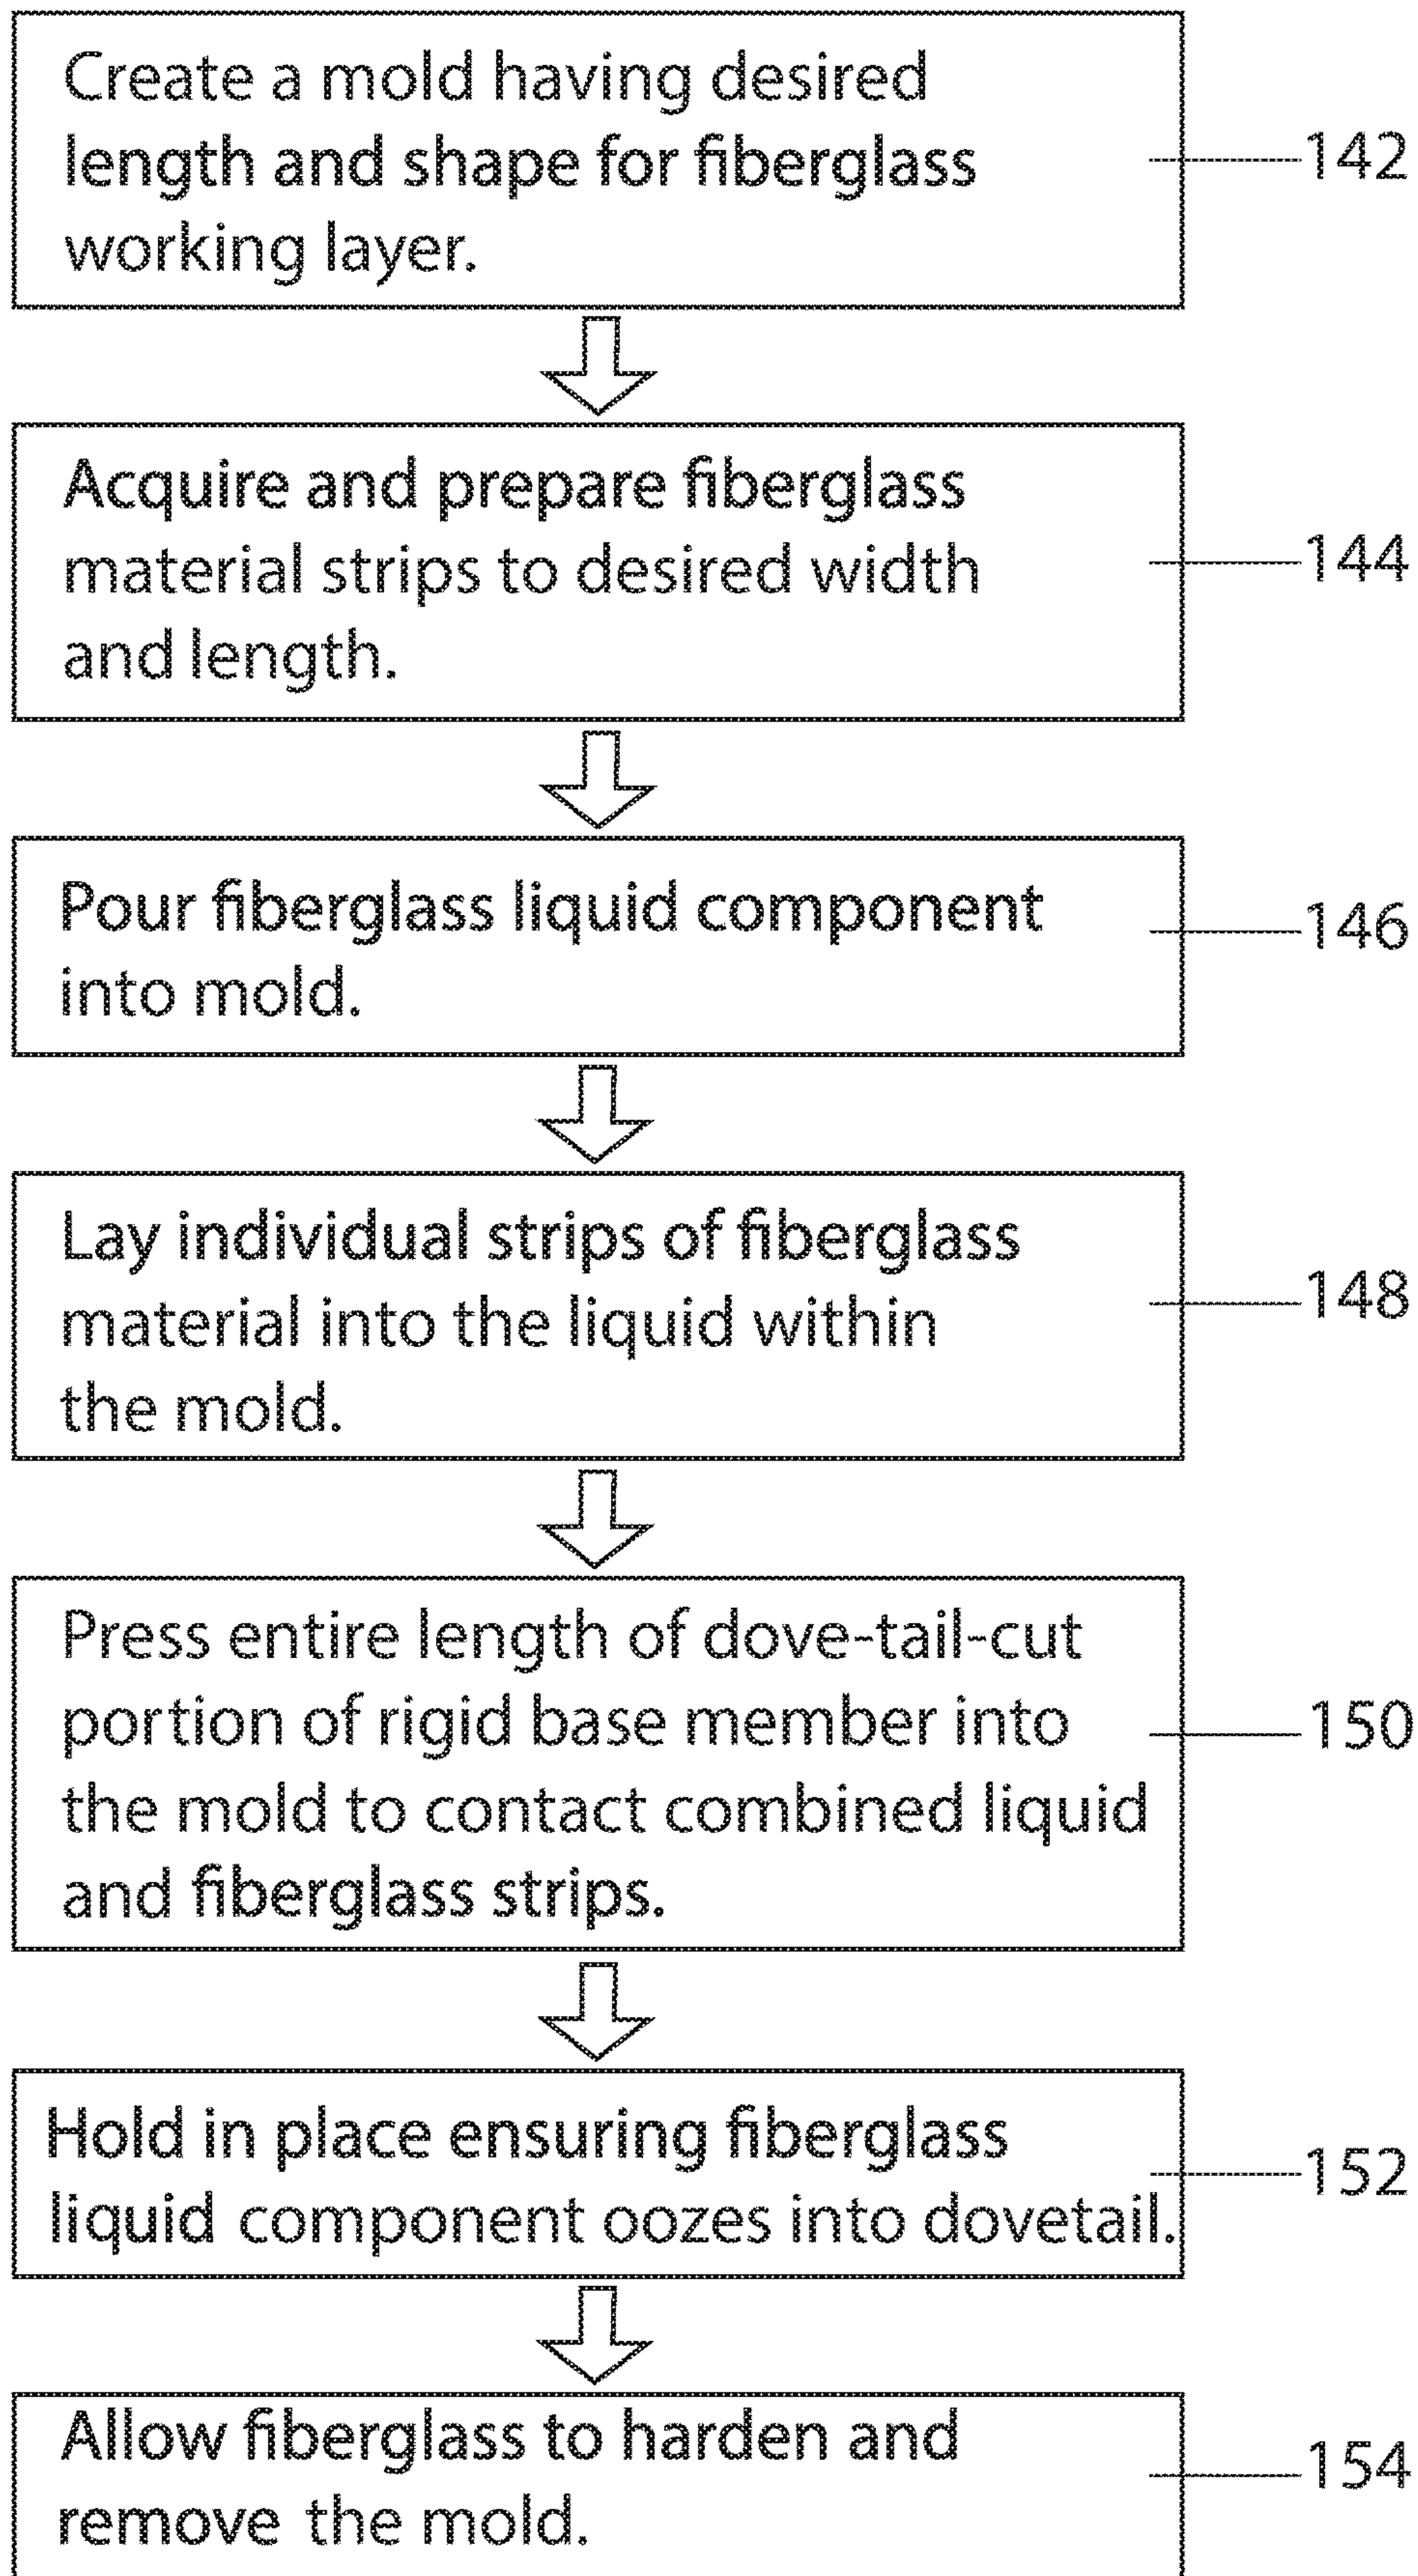 Create a mold having desired
length and shape for fiberglass
working layer.
142
Acquire and prepare fiberglass
material strips to desired width
and length.
144
Pour fiberglass liquid component
into mold.
146
Lay individual strips of fiberglass
material into the liquid within
the mold.
148
Press entire length of dove-tail-cut
portion of rigid base member into
the mold to contact combined liquid
and fiberglass strips.
150
Hold in place ensuring fiberglass
liquid component oozes into dovetail.
152
Allow fiberglass to harden and
remove the mold.
154